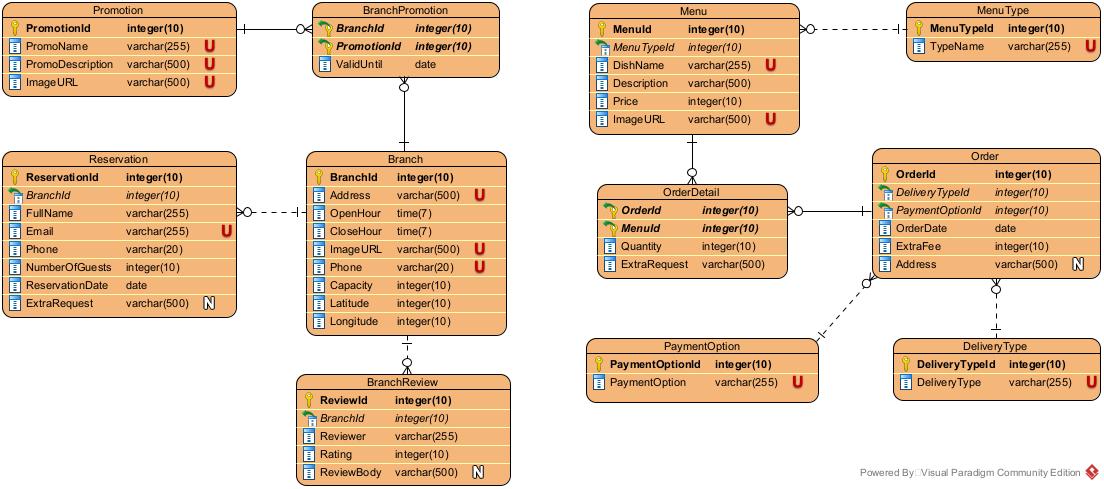 Promotion
PromotionId integer(10)
PromoName varchar(255) U
PromoDescription varchar(500) U
ImageURL varchar(500) U
BranchPromotion
BranchId integer(10)
PromotionId integer(10)
ValidUntil date
Menu
MenuId integer(10)
MenuTypeId integer(10)
DishName varchar(255) U
Description varchar(500)
Price integer(10)
ImageURL varchar(500) U
MenuType
MenuTypeId integer(10)
TypeName varchar(255) U
Reservation
ReservationId integer(10)
BranchId integer(10)
FullName varchar(255)
Email varchar(255) U
Phone varchar(20)
NumberOfGuests integer(10)
ReservationDate date
ExtraRequest varchar(500) N
Branch
BranchId integer(10)
Address varchar(500) U
OpenHour time(7)
CloseHour time(7)
ImageURL varchar(500) U
Phone varchar(20) U
Capacity integer(10)
Latitude integer(10)
Longitude integer(10)
OrderDetail
OrderId integer(10)
MenuId integer(10)
Quantity integer(10)
ExtraRequest varchar(500)
Order
OrderId integer(10)
DeliveryTypeId integer(10)
PaymentOptionId integer(10)
OrderDate date
ExtraFee integer(10)
Address varchar(500) N
BranchReview
ReviewId integer(10)
BranchId integer(10)
Reviewer varchar(255)
Rating integer(10)
ReviewBody varchar(500) N
PaymentOption
PaymentOptionId integer(10)
PaymentOption varchar(255) U
DeliveryType
DeliveryTypeId integer(10)
DeliveryType varchar(255) U
Powered By□Visual Paradigm Community Edition